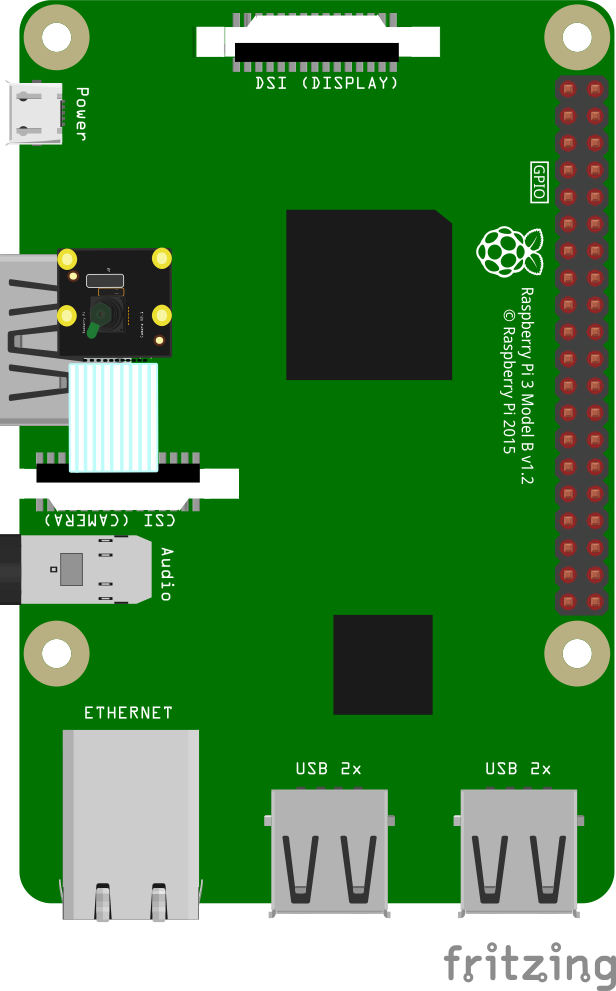 DSI (DISPLAY)
Power
GPIO
Raspberry Pi 3 Model B v1.2
© Raspberry Pi 2015
CSI (CAMERA)
Audio
ETHERNET
USB 2x
USB 2x
fritzing